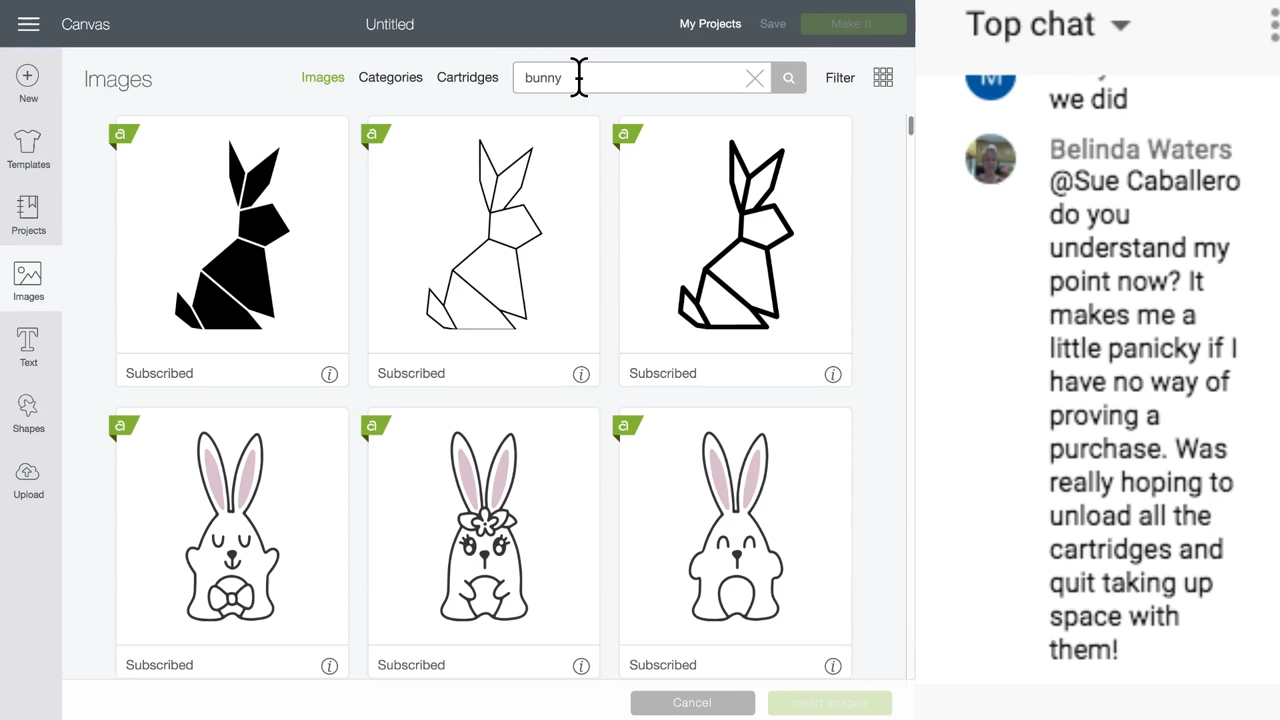 Canvas
Untitled
My Projects
Save
Make It
Images
Images
Categories
Cartridges
bunny
Filter
New
Templates
Projects
Images
Text
Shapes
Upload
a
a
a
Subscribed
Subscribed
Subscribed
a
a
a
Subscribed
Subscribed
Subscribed
Cancel
Insert Images
Top chat
we did
Belinda Waters
@Sue Caballero
do you
understand my
point now? It
makes me a
little panicky if I
have no way of
proving a
purchase. Was
really hoping to
unload all the
cartridges and
quit taking up
space with
them!